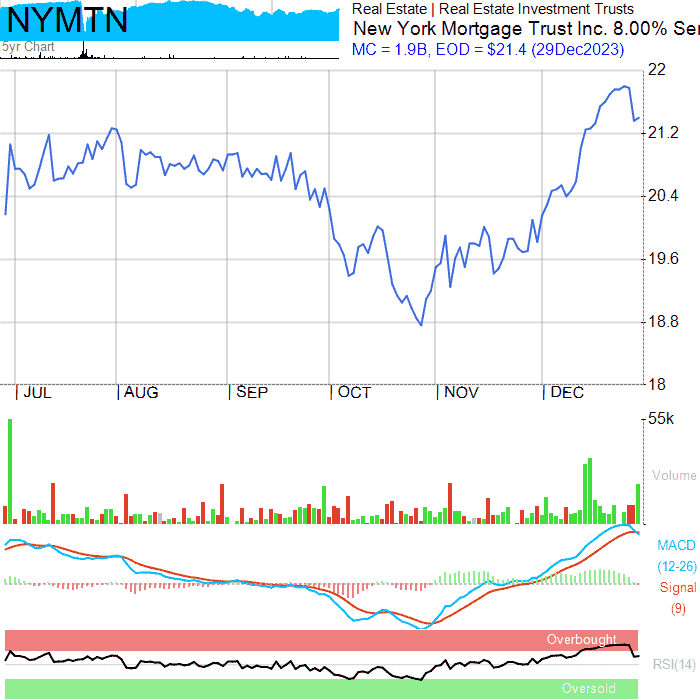 NYMTN
5yr Chart
Real Estate | Real Estate Investment Trusts
New York Mortgage Trust Inc. 8.00% Ser
MC = 1.9B, EOD = $21.4 (29Dec2023)
22
21.2
20.4
19.6
18.8
18
JUL AUG SEP OCT NOV DEC
55k
Volume
MACD
(12-26)
Signal
(9)
Overbought
RSI(14)
Oversold